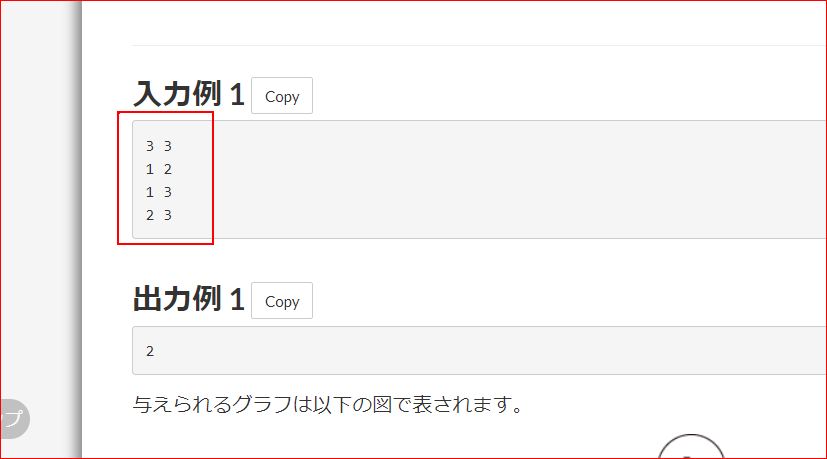 入力例 1 Copy
3 3
1 2
1 3
2 3
出力例 1 Copy
2
与えられるグラフは以下の図で表されます。
プ